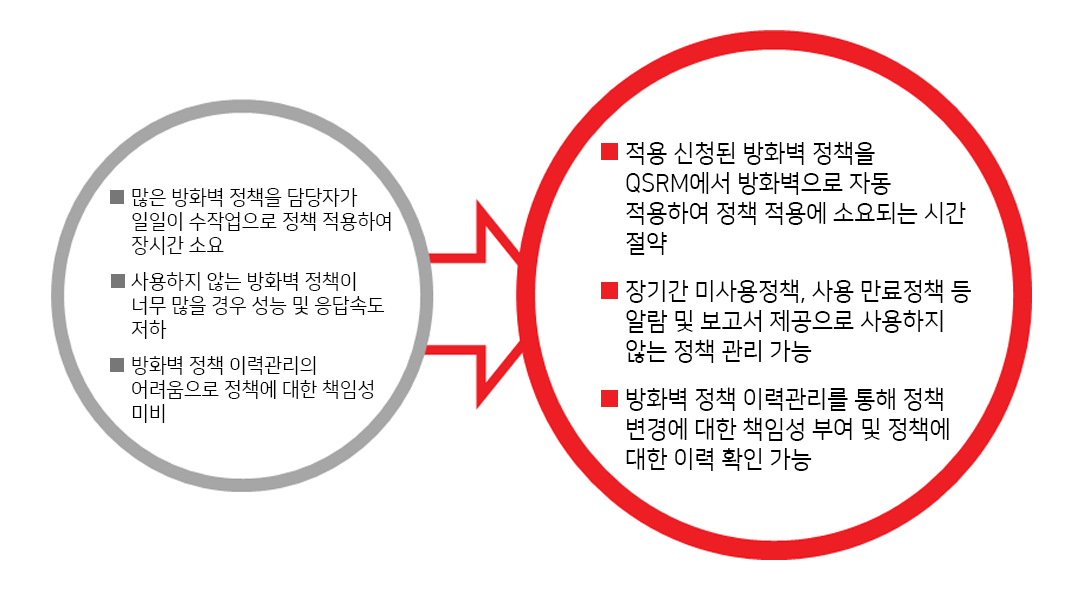 ■ 많은 방화벽 정책을 담당자가
일일이 수작업으로 정책 적용하여
장시간 소요
■ 사용하지 않는 방화벽 정책이
너무 많을 경우 성능 및 응답속도
저하
■ 방화벽 정책 이력관리의
어려움으로 정책에 대한 책임성
미비
■ 적용 신청된 방화벽 정책을
QSRM에서 방화벽으로 자동
적용하여 정책 적용에 소요되는 시간
절약
■ 장기간 미사용정책, 사용 만료정책 등
알람 및 보고서 제공으로 사용하지
않는 정책 관리 가능
■ 방화벽 정책 이력관리를 통해 정책
변경에 대한 책임성 부여 및 정책에
대한 이력 확인 가능